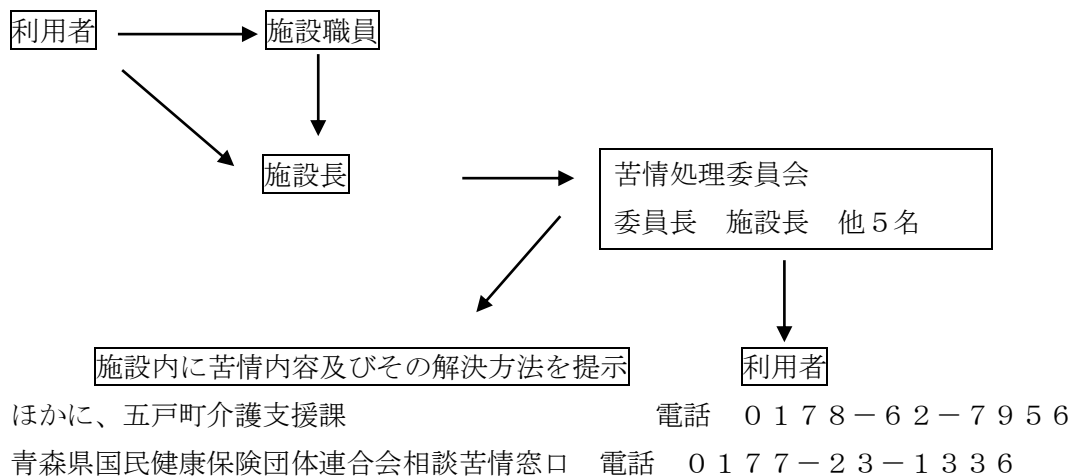 利用者 施設職員
施設長
苦情処理委員会
委員長　施設長　他５名
施設内に苦情内容及びその解決方法を提示 利用者
ほかに、五戸町介護支援課 電話　０１７８－６２－７９５６
青森県国民健康保険団体連合会相談苦情窓口　電話　０１７７－２３－１３３６